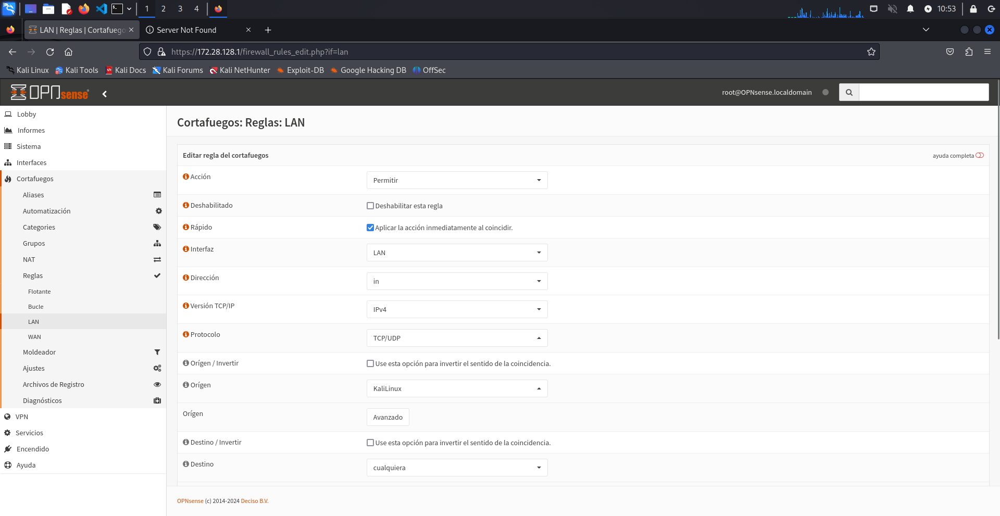 1 2 3 4 10:53
LAN | Reglas | Cortafuego Server Not Found
https://172.28.128.1/firewall_rules_edit.php?if=lan
Kali Linux Kali Tools Kali Docs Kali Forums Kali NetHunter Exploit-DB Google Hacking DB OffSec
OPNsense root@OPNsense.localdomain
Lobby
Informes
Sistema
Interfaces
Cortafuegos
Aliases
Automatización
Categories
Grupos
NAT
Reglas
Flotante
Bucle
LAN
WAN
Moldeador
Ajustes
Archivos de Registro
Diagnósticos
VPN
Servicios
Encendido
Ayuda
Cortafuegos: Reglas: LAN
Editar regla del cortafuegos ayuda completa
Acción Permitir
Deshabilitado Deshabilitar esta regla
Rápido Aplicar la acción inmediatamente al coincidir.
Interfaz LAN
Dirección in
Versión TCP/IP IPv4
Protocolo TCP/UDP
Orígen / Invertir Use esta opción para invertir el sentido de la coincidencia.
Orígen KaliLinux
Orígen Avanzado
Destino / Invertir Use esta opción para invertir el sentido de la coincidencia.
Destino cualquiera
OPNsense (c) 2014-2024 Deciso B.V.